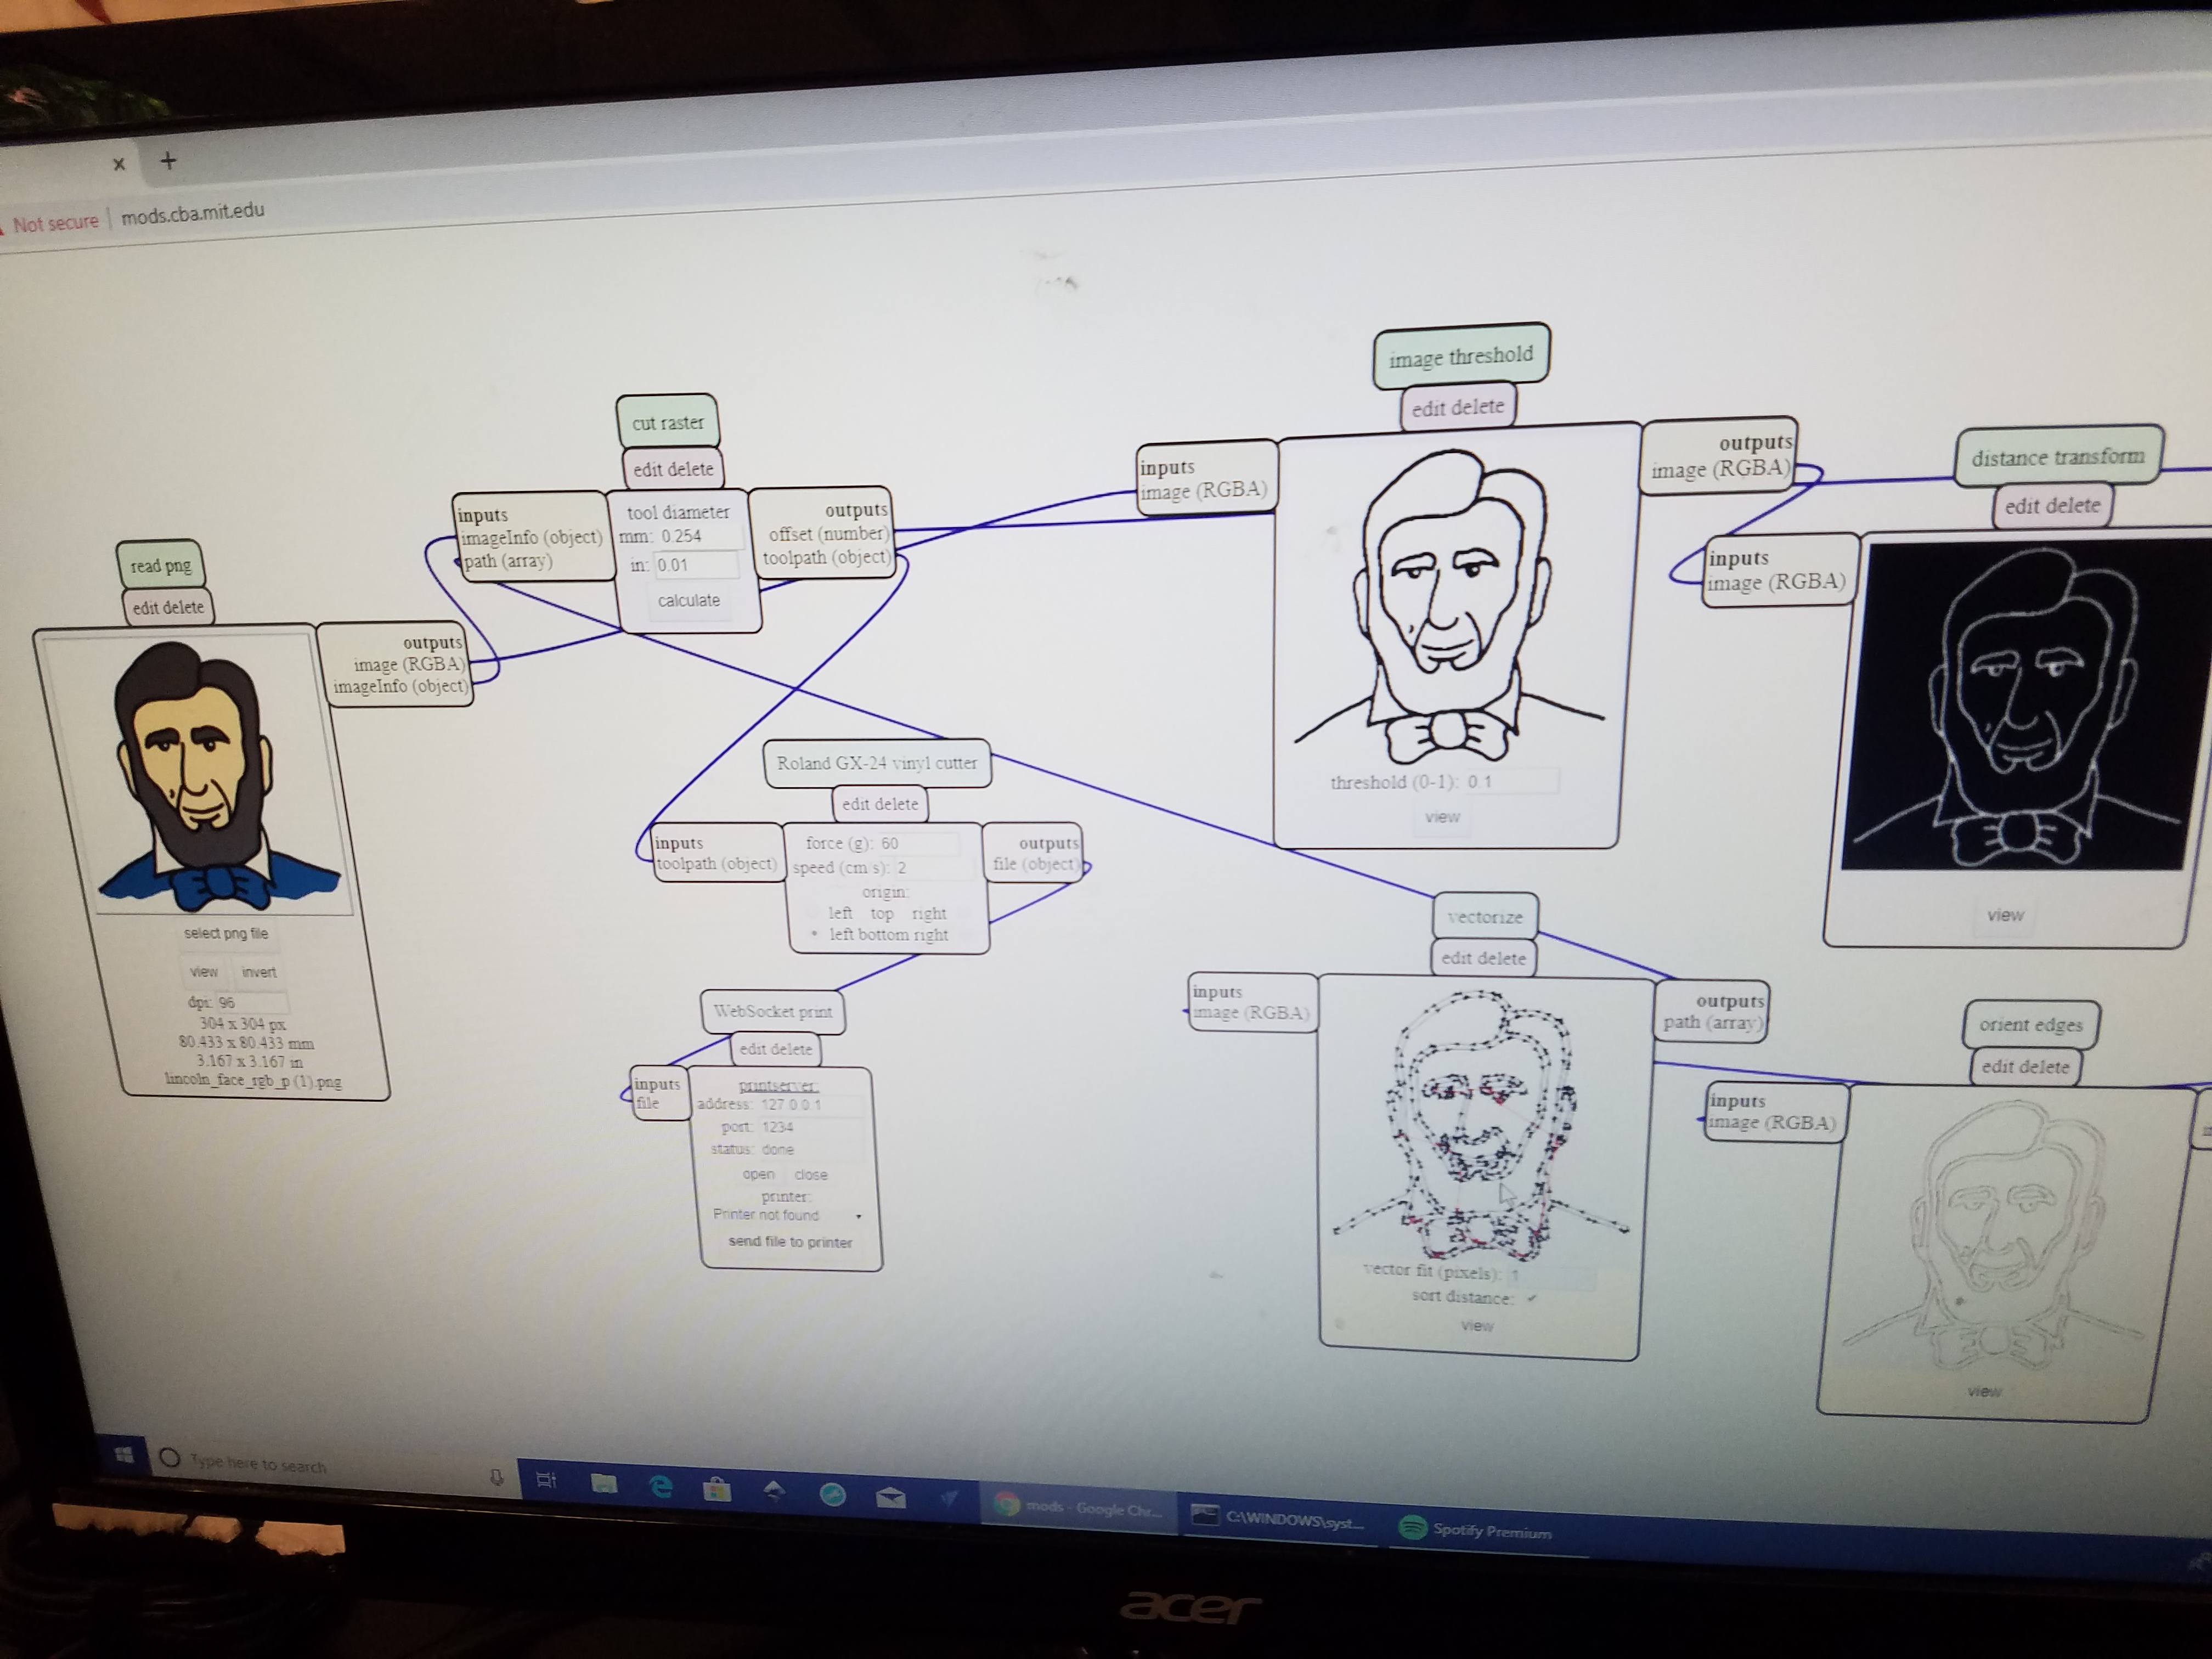 × +
Not secure | mods.cba.mit.edu
read png
edit delete
outputs
image (RGBA)
imageInfo (object)
select png file
view invert
dpi: 96
304 x 304 px
80.433 x 80.433 mm
3.167 x 3.167 in
lincoln_face_rgb_p (1).png
cut raster
edit delete
inputs
imageInfo (object)
path (array)
tool diameter
mm: 0.254
in: 0.01
calculate
outputs
offset (number)
toolpath (object)
Roland GX-24 vinyl cutter
edit delete
inputs
toolpath (object)
force (g): 60
speed (cm/s): 2
origin:
left top right
left bottom right
outputs
file (object)
WebSocket print
edit delete
inputs
file
printserver:
address: 127.0.0.1
port: 1234
status: done
open close
printer:
Printer not found
send file to printer
image threshold
edit delete
inputs
image (RGBA)
threshold (0-1): 0.1
view
outputs
image (RGBA)
distance transform
edit delete
inputs
image (RGBA)
view
vectorize
edit delete
inputs
image (RGBA)
vector fit (pixels): 1
sort distance: ✓
view
outputs
path (array)
orient edges
edit delete
inputs
image (RGBA)
view
Type here to search
mods - Google Chr...
C:\WINDOWS\syst...
Spotify Premium
acer